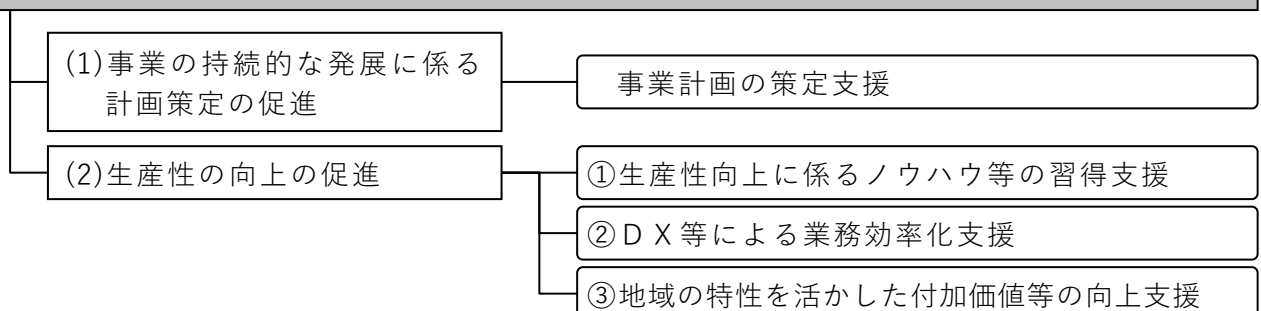 (1)事業の持続的な発展に係る
計画策定の促進
事業計画の策定支援
(2)生産性の向上の促進
①生産性向上に係るノウハウ等の習得支援
②ＤＸ等による業務効率化支援
③地域の特性を活かした付加価値等の向上支援